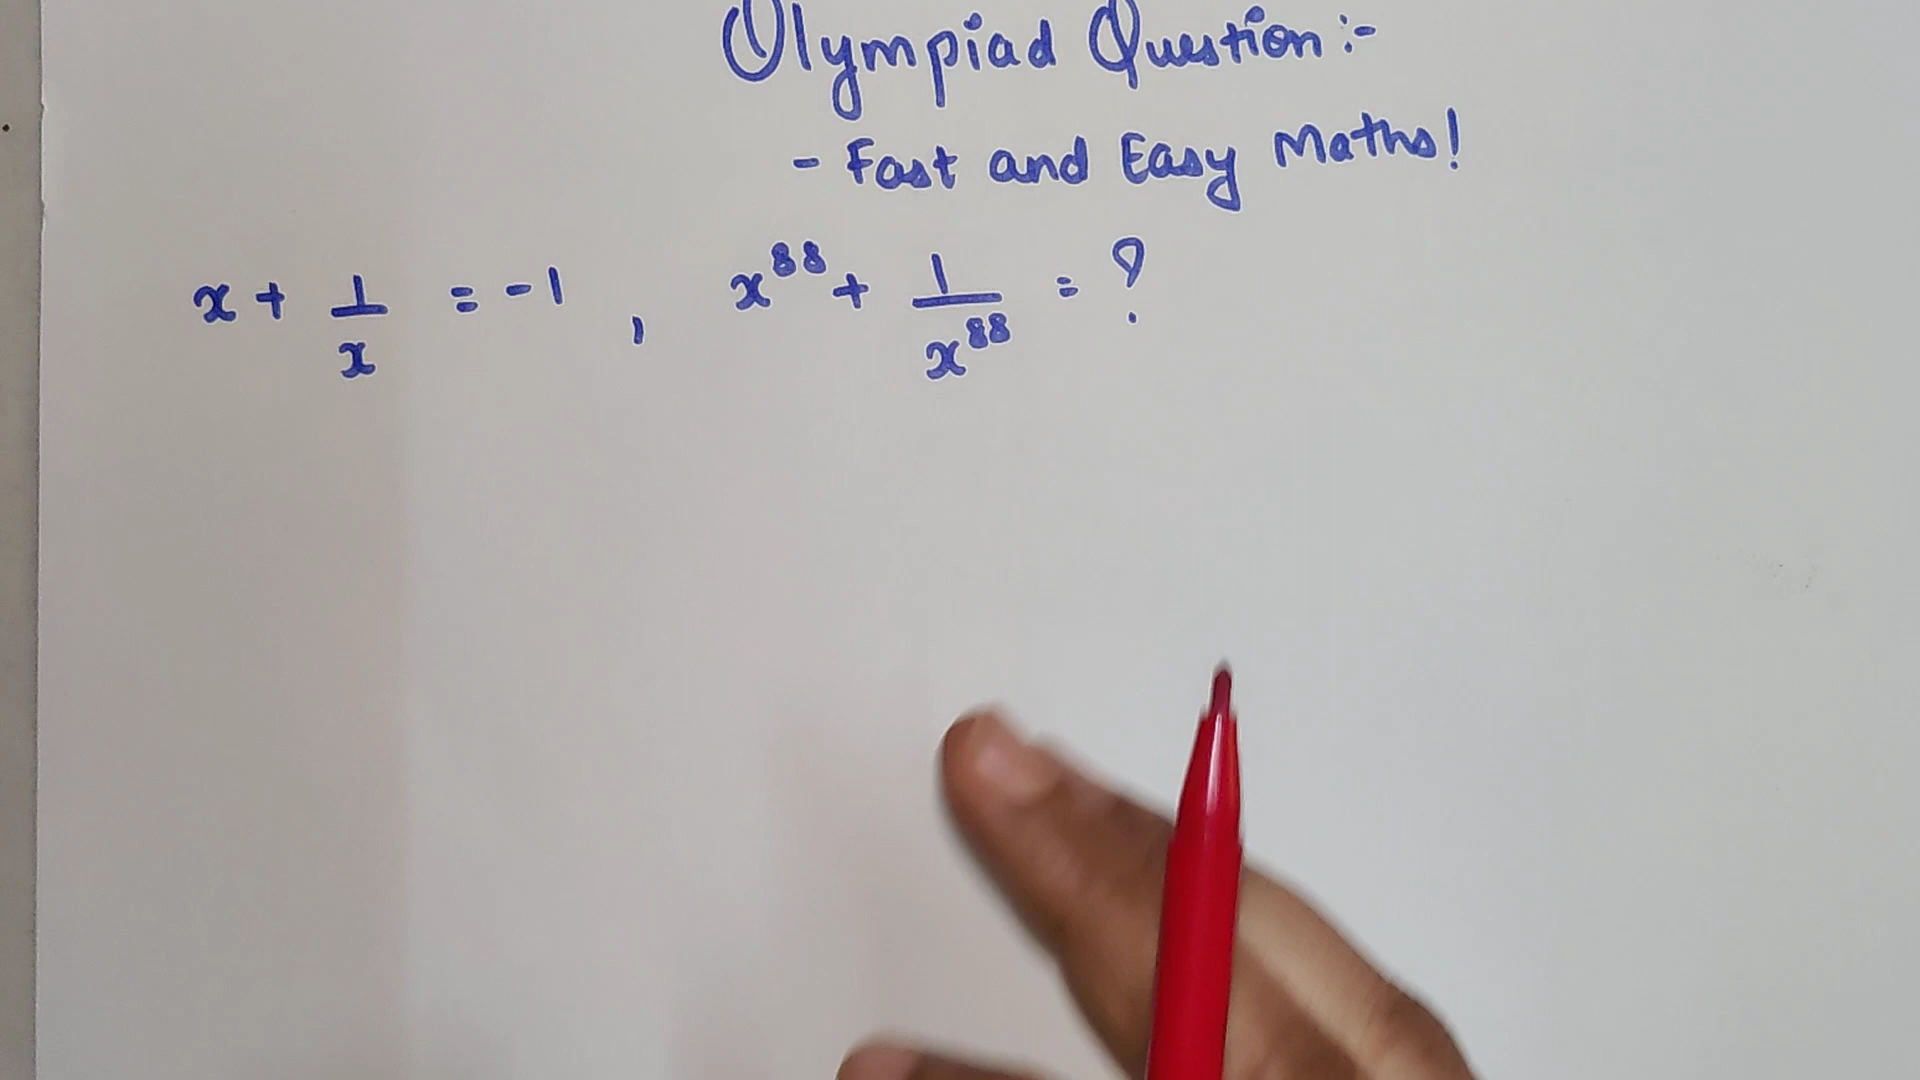 Olympiad Question :-
- Fast and Easy Maths!
x + 1/x = -1 , x^88 + 1/x^88 = ?